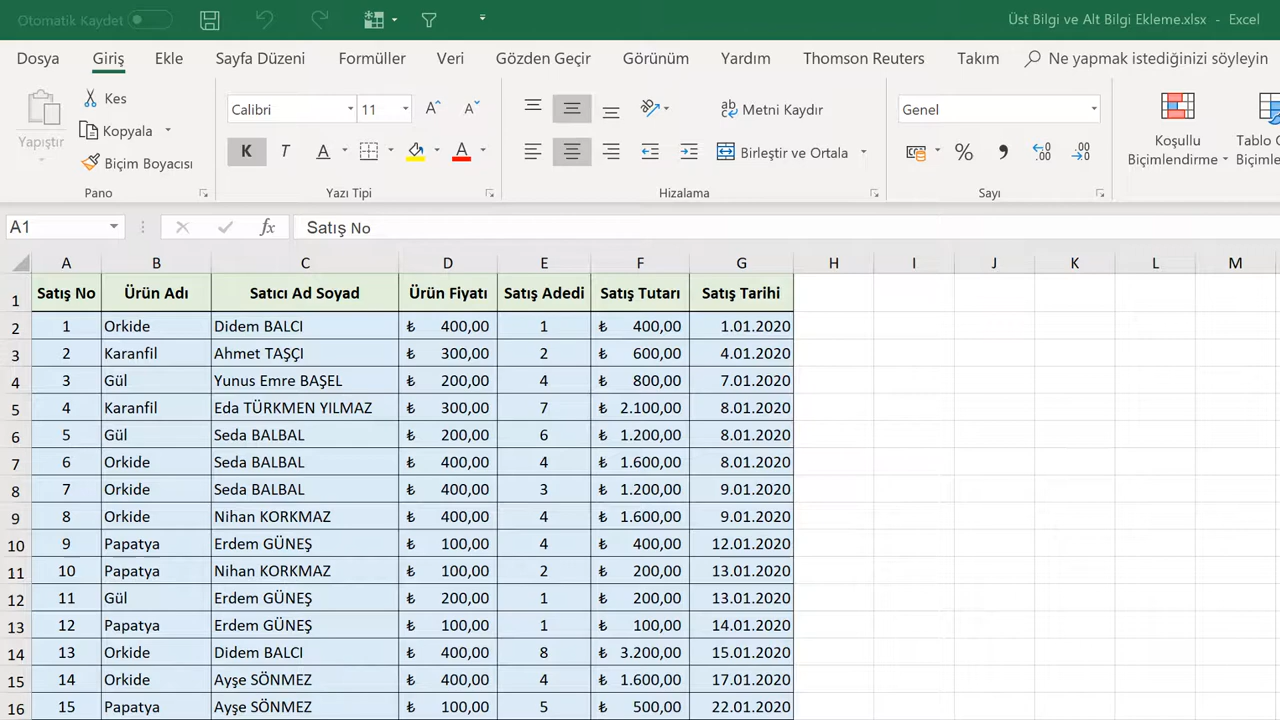 Otomatik Kaydet
Üst Bilgi ve Alt Bilgi Ekleme.xlsx - Excel
Dosya Giriş Ekle Sayfa Düzeni Formüller Veri Gözden Geçir Görünüm Yardım Thomson Reuters Takım Ne yapmak istediğinizi söyleyin
Yapıştır
Kes
Kopyala
Biçim Boyacısı
Pano
Calibri 11
K T A
Yazı Tipi
Metni Kaydır
Birleştir ve Ortala
Hizalama
Genel
Sayı
Koşullu
Biçimlendirme
Tablo
Biçimle
A1 fx Satış No
A B C D E F G H I J K L M
1 Satış No Ürün Adı Satıcı Ad Soyad Ürün Fiyatı Satış Adedi Satış Tutarı Satış Tarihi
2 1 Orkide Didem BALCI ₺ 400,00 1 ₺ 400,00 1.01.2020
3 2 Karanfil Ahmet TAŞÇI ₺ 300,00 2 ₺ 600,00 4.01.2020
4 3 Gül Yunus Emre BAŞEL ₺ 200,00 4 ₺ 800,00 7.01.2020
5 4 Karanfil Eda TÜRKMEN YILMAZ ₺ 300,00 7 ₺ 2.100,00 8.01.2020
6 5 Gül Seda BALBAL ₺ 200,00 6 ₺ 1.200,00 8.01.2020
7 6 Orkide Seda BALBAL ₺ 400,00 4 ₺ 1.600,00 8.01.2020
8 7 Orkide Seda BALBAL ₺ 400,00 3 ₺ 1.200,00 9.01.2020
9 8 Orkide Nihan KORKMAZ ₺ 400,00 4 ₺ 1.600,00 9.01.2020
10 9 Papatya Erdem GÜNEŞ ₺ 100,00 4 ₺ 400,00 12.01.2020
11 10 Papatya Nihan KORKMAZ ₺ 100,00 2 ₺ 200,00 13.01.2020
12 11 Gül Erdem GÜNEŞ ₺ 200,00 1 ₺ 200,00 13.01.2020
13 12 Papatya Erdem GÜNEŞ ₺ 100,00 1 ₺ 100,00 14.01.2020
14 13 Orkide Didem BALCI ₺ 400,00 8 ₺ 3.200,00 15.01.2020
15 14 Orkide Ayşe SÖNMEZ ₺ 400,00 4 ₺ 1.600,00 17.01.2020
16 15 Papatya Ayşe SÖNMEZ ₺ 100,00 5 ₺ 500,00 22.01.2020